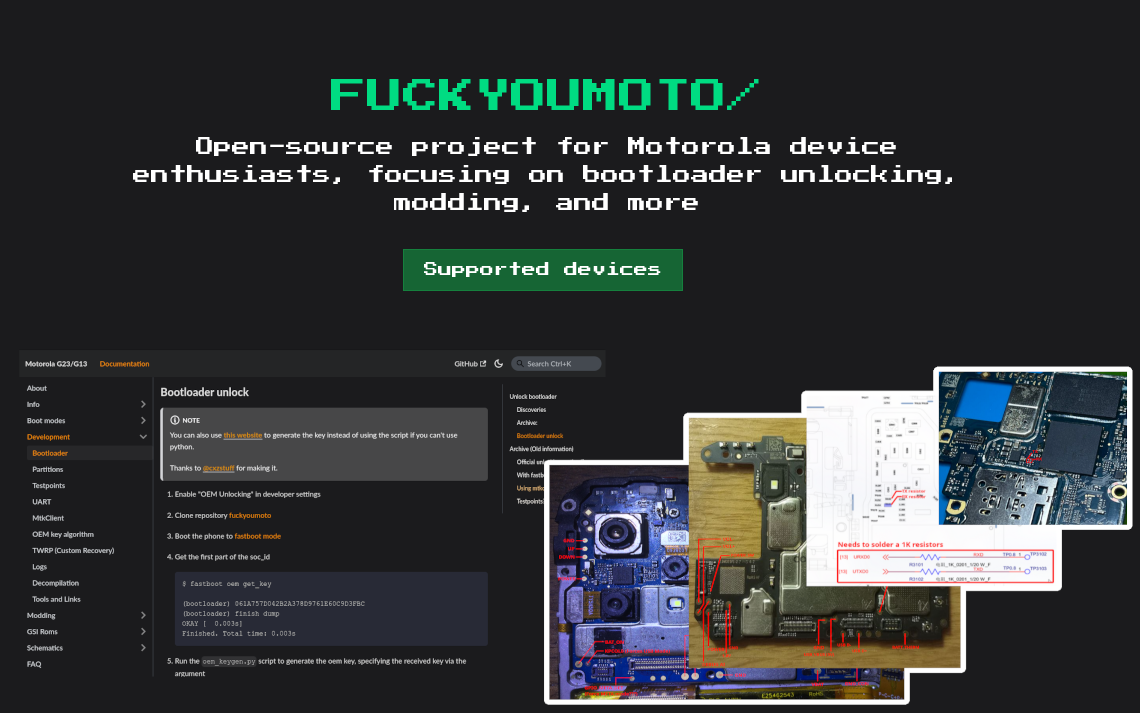 FUCKYOUMOTO/
Open-source project for Motorola device
enthusiasts, focusing on bootloader unlocking,
modding, and more
Supported devices
Motorola G23/G13
Documentation
GitHub
Search Ctrl+K
About
Info
Boot modes
Development
Bootloader
Partitions
Testpoints
UART
MtkClient
OEM key algorithm
TWRP (Custom Recovery)
Logs
Decompilation
Tools and Links
Modding
GSI Roms
Schematics
FAQ
Bootloader unlock
NOTE
You can also use this website to generate the key instead of using the script if you can't use
python.
Thanks to @cxzstuff for making it.
1. Enable "OEM Unlocking" in developer settings
2. Clone repository fuckyoumoto
3. Boot the phone to fastboot mode
4. Get the first part of the soc_id
$ fastboot oem get_key
(bootloader) 061A757D042B2A378D9761E60C9D3FBC
(bootloader) finish dump
OKAY [  0.003s]
Finished. Total time: 0.003s
5. Run the oem_keygen.py script to generate the oem key, specifying the received key via the
argument
Unlock bootloader
Discoveries
Archive:
Bootloader unlock
Archive (Old information)
Official
With
Using
Testpoints
Needs to solder a 1K resistors
RXD
R3101
TXD
R3102
TP3102
TP3103
E254625A3